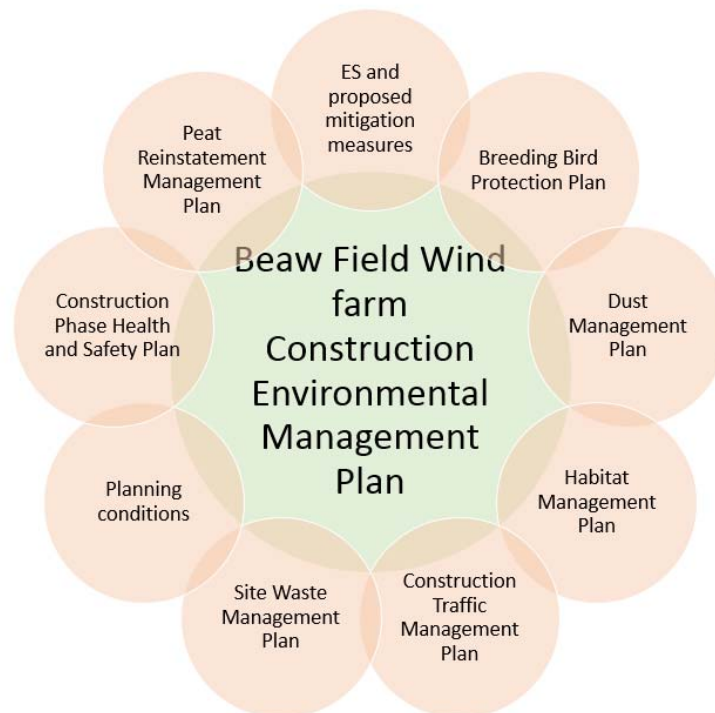 ES and
proposed
mitigation
measures
Breeding Bird
Protection Plan
Dust
Management
Plan
Habitat
Management
Plan
Construction
Traffic
Management
Plan
Site Waste
Management
Plan
Planning
conditions
Construction
Phase Health
and Safety Plan
Peat
Reinstatement
Management
Plan
Beaw Field Wind
farm
Construction
Environmental
Management
Plan